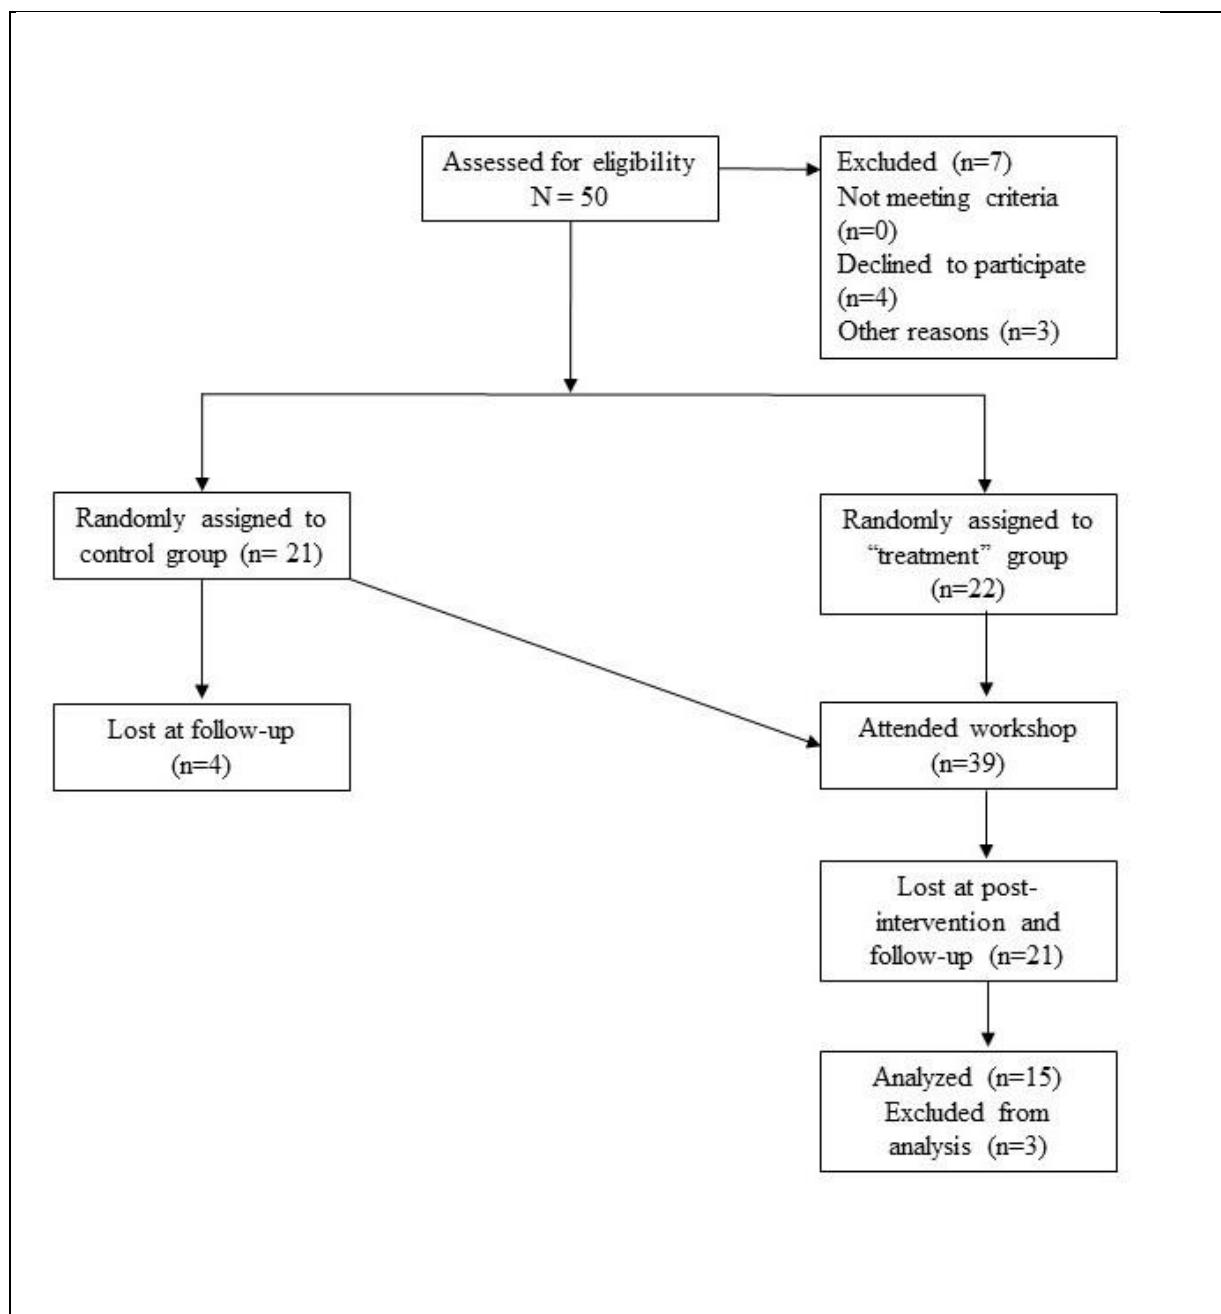 Assessed for eligibility
N = 50
Excluded (n=7)
Not meeting criteria
(n=0)
Declined to participate
(n=4)
Other reasons (n=3)
Randomly assigned to
control group (n= 21)
Randomly assigned to
“treatment” group
(n=22)
Lost at follow-up
(n=4)
Attended workshop
(n=39)
Lost at post-
intervention and
follow-up (n=21)
Analyzed (n=15)
Excluded from
analysis (n=3)